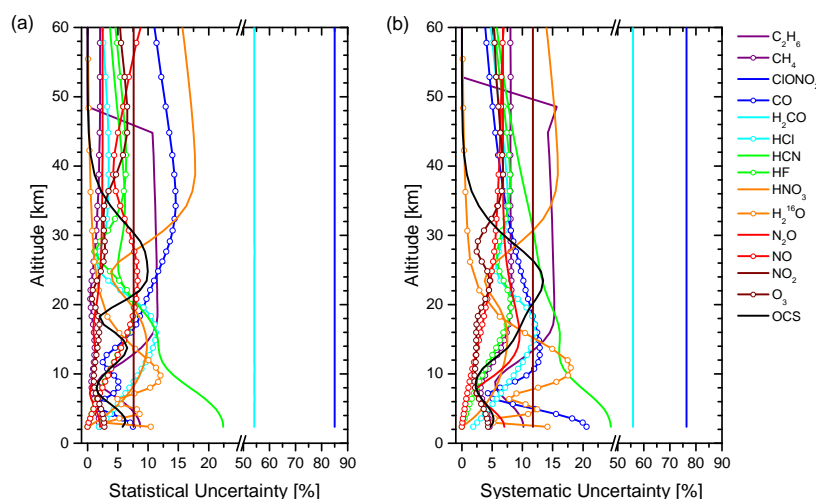 (a)
(b)
60
50
40
30
20
10
0
Altitude [km]
0 5 10 15 20 50 60 70 80 90
Statistical Uncertainty [%]
60
50
40
30
20
10
0
Altitude [km]
0 5 10 15 20 50 60 70 80 90
Systematic Uncertainty [%]
C₂H₆
CH₄
ClONO₂
CO
H₂CO
HCl
HCN
HF
HNO₃
H₂¹⁶O
N₂O
NO
NO₂
O₃
OCS